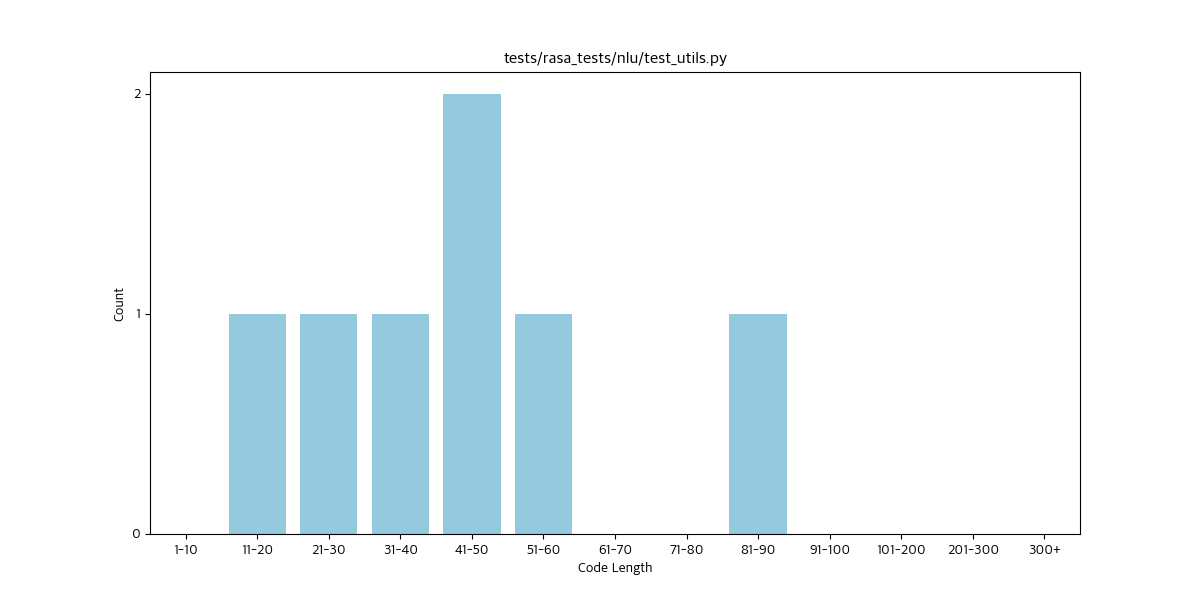 tests/rasa_tests/nlu/test_utils.py
Count
2
1
0
1-10 11-20 21-30 31-40 41-50 51-60 61-70 71-80 81-90 91-100 101-200 201-300 300+
Code Length